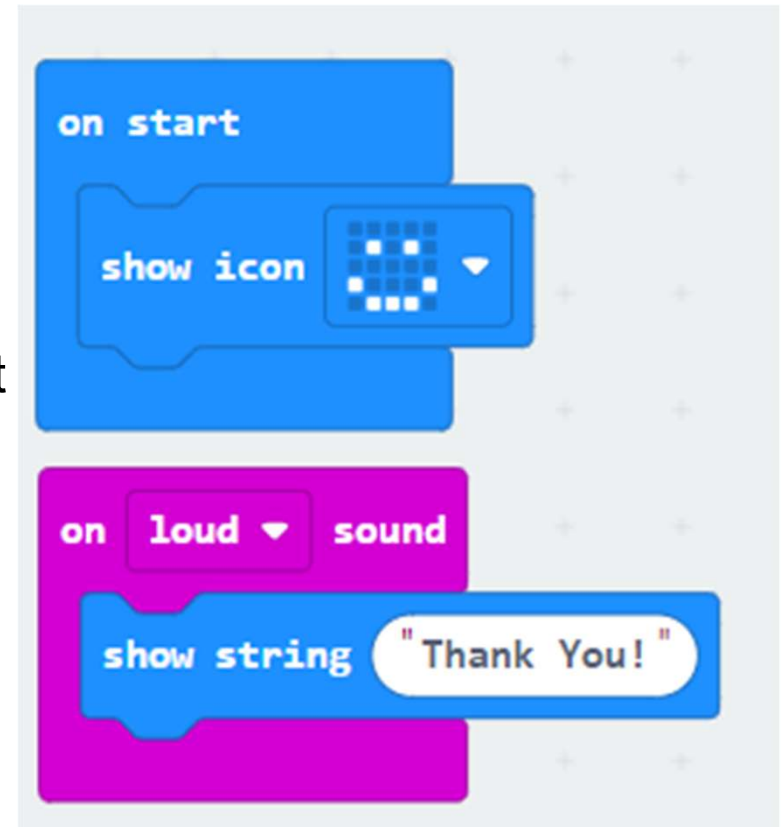 on start
show icon
t
on loud sound
show string "Thank You!"